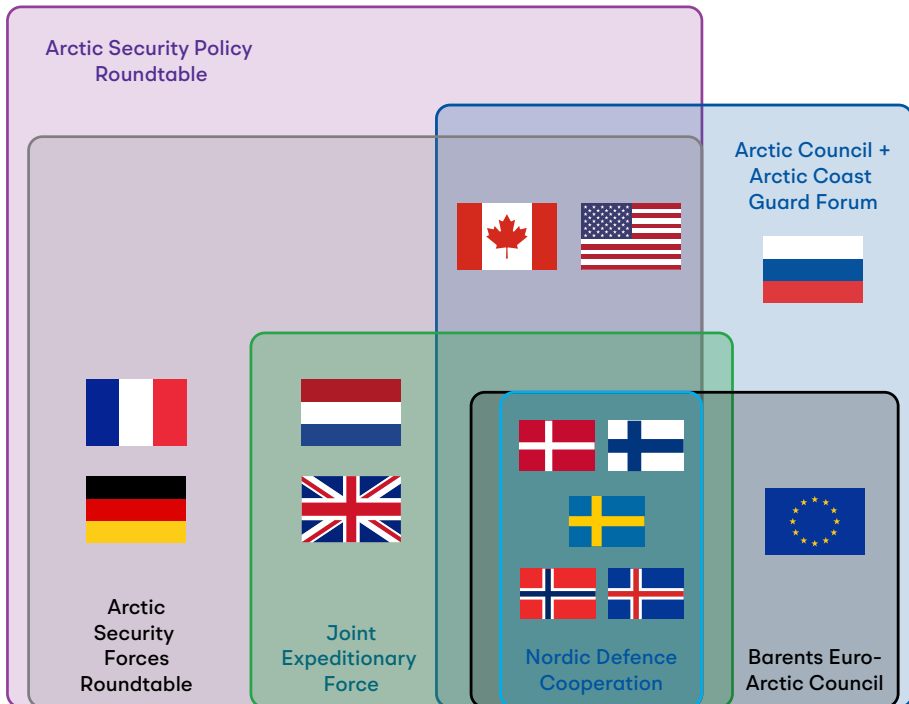 Arctic Security Policy
Roundtable
Arctic Council +
Arctic Coast
Guard Forum
Arctic
Security
Forces
Roundtable
Joint
Expeditionary
Force
Nordic Defence
Cooperation
Barents Euro-
Arctic Council